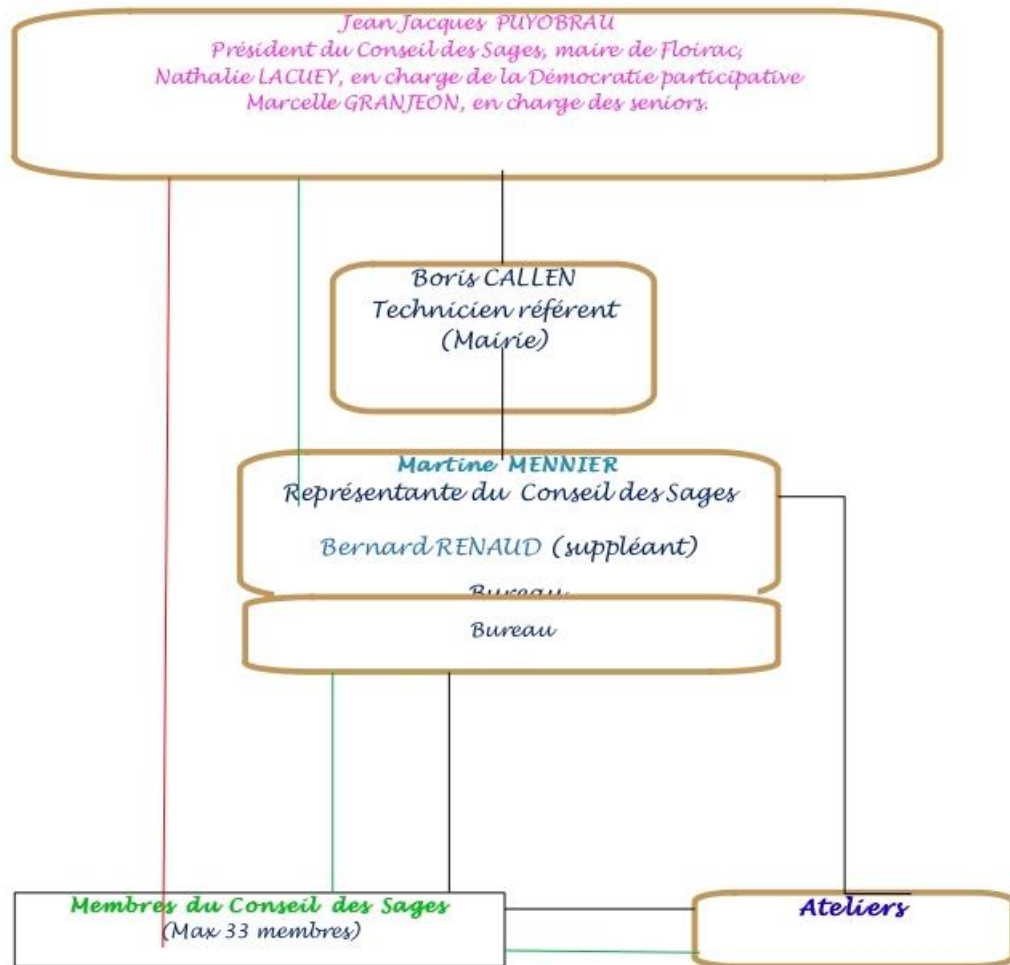 Jean Jacques PUYOBRAU
Président du Conseil des Sages, maire de Floirac,
Nathalie LACUEY, en charge de la Démocratie participative
Marcelle GRANJEON, en charge des seniors.
Boris CALLEN
Technicien référent
(Mairie)
Martine MENNIER
Représentante du Conseil des Sages
Bernard RENAUD (suppléant)
Bureau
Bureau
Membres du Conseil des Sages
(Max 33 membres)
Ateliers